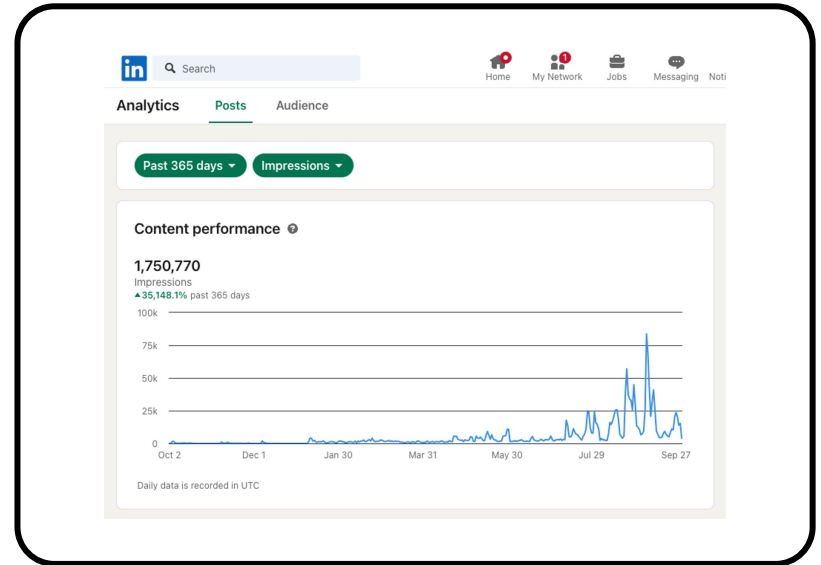 in Search
1
Home My Network Jobs Messaging Noti
Analytics Posts Audience
Past 365 days Impressions
Content performance ?
1,750,770
Impressions
▲35,148.1% past 365 days
100k
75k
50k
25k
0
Oct 2 Dec 1 Jan 30 Mar 31 May 30 Jul 29 Sep 27
Daily data is recorded in UTC